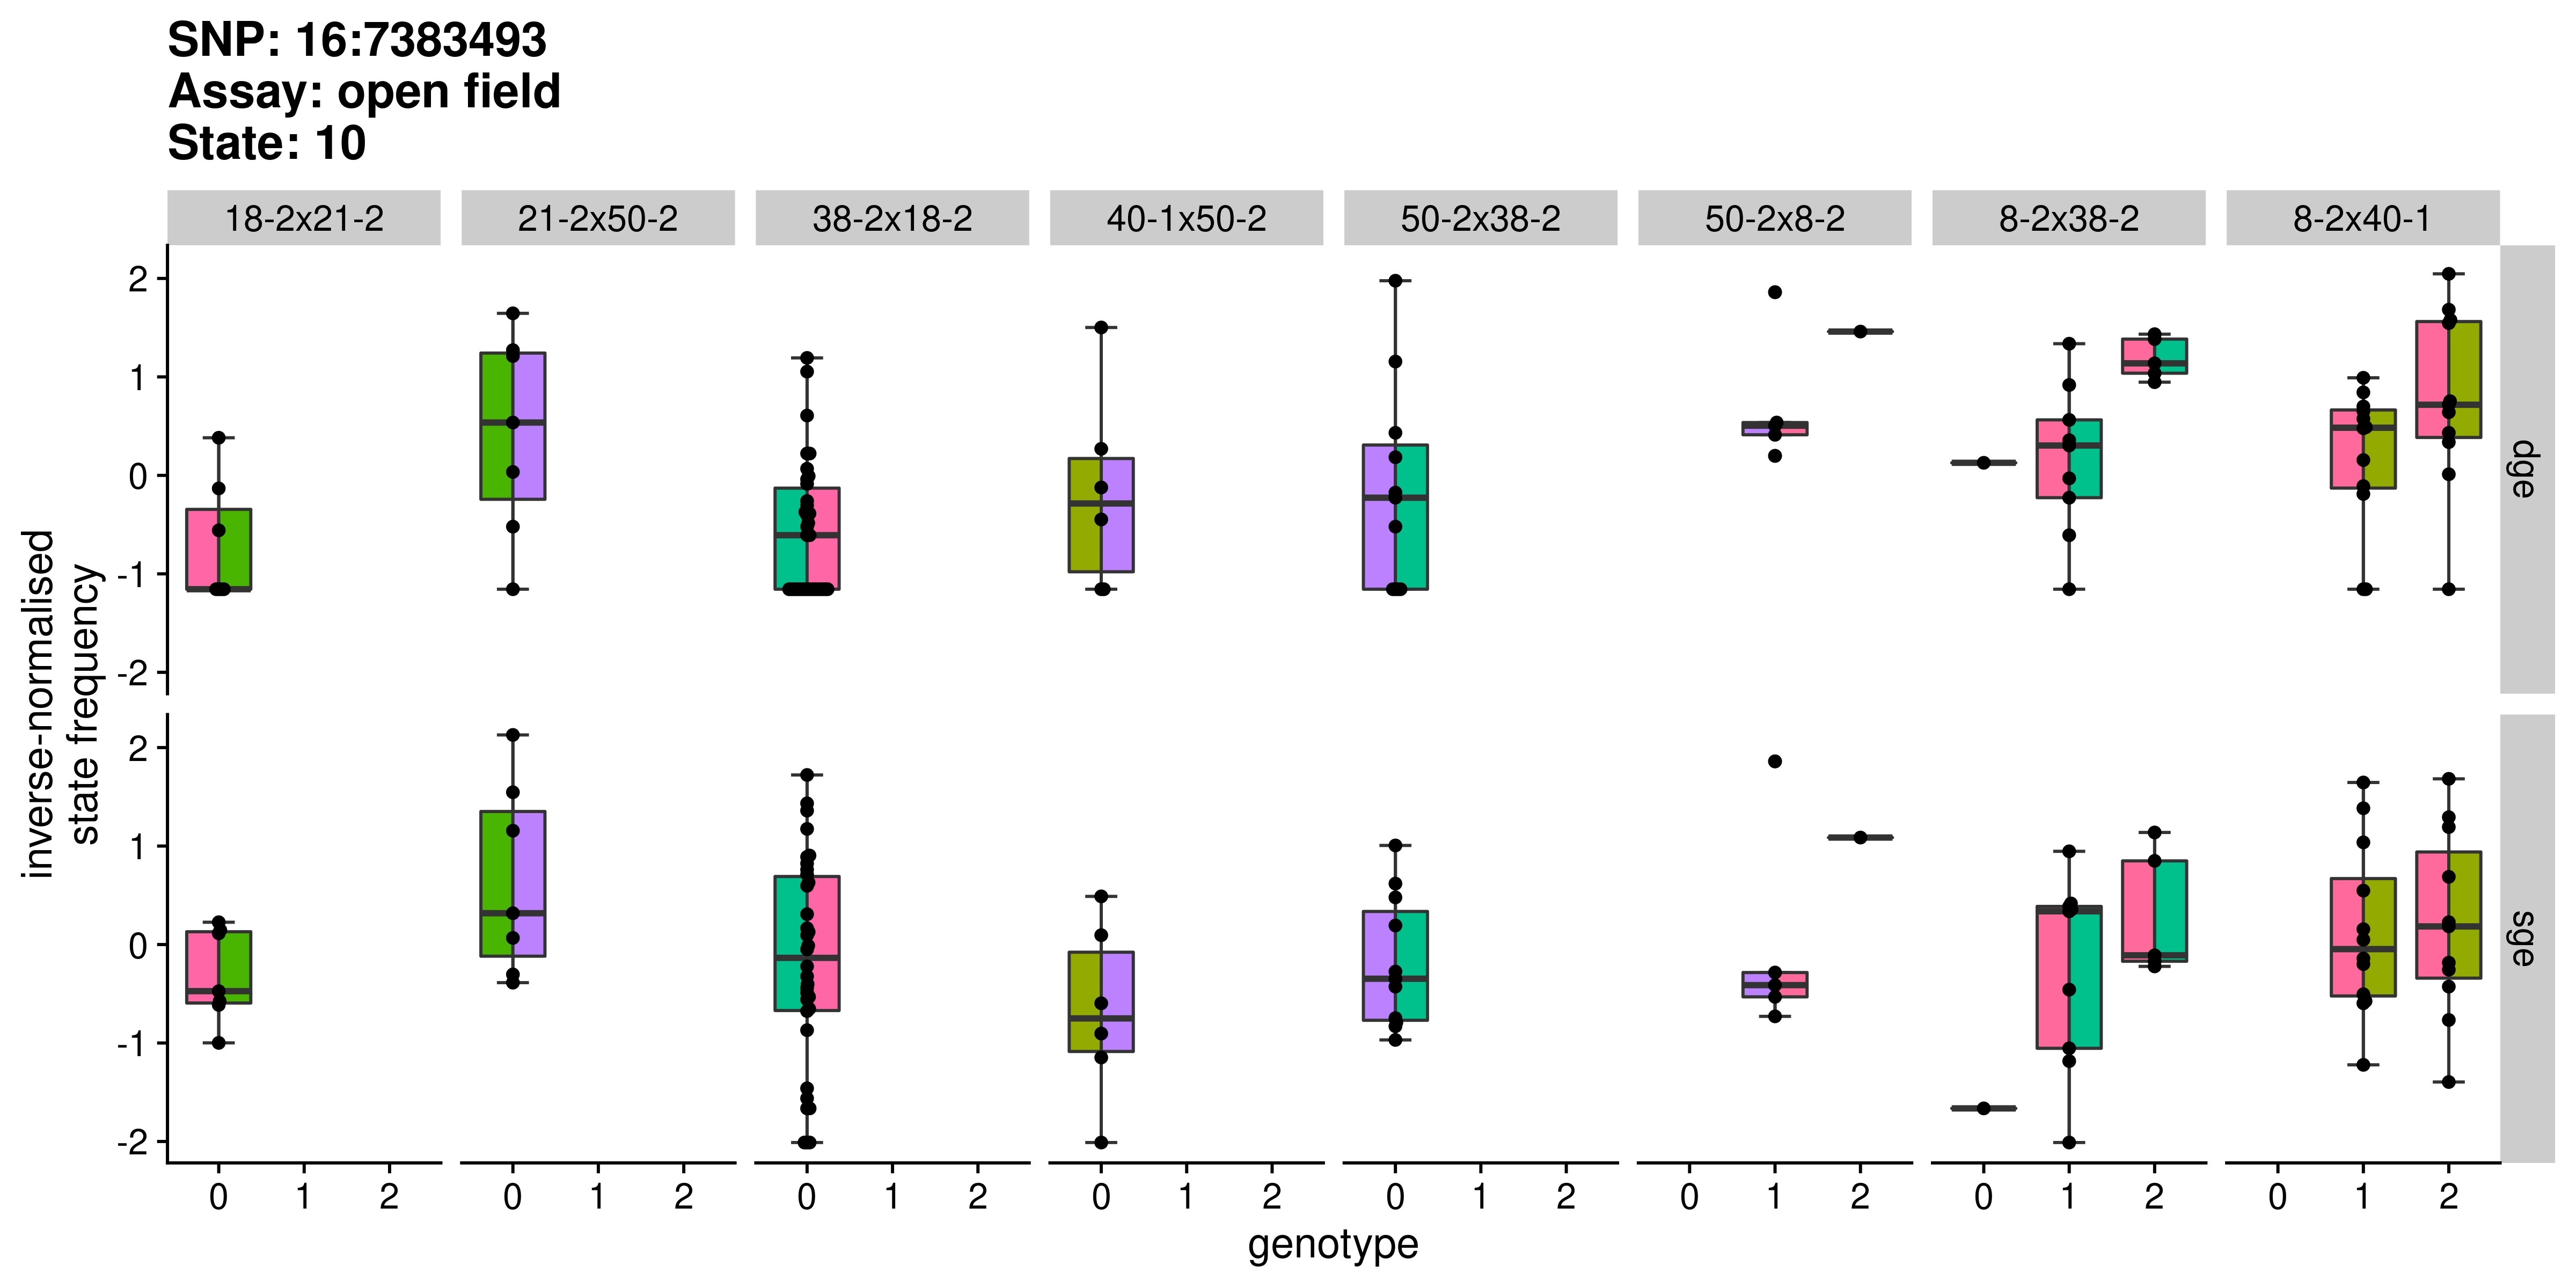 SNP: 16:7383493
Assay: open field
State: 10
18-2x21-2 21-2x50-2 38-2x18-2 40-1x50-2 50-2x38-2 50-2x8-2 8-2x38-2 8-2x40-1
inverse-normalised
state frequency
2
1
0
-1
-2
dge
2
1
0
-1
-2
sge
0 1 2 0 1 2 0 1 2 0 1 2 0 1 2 0 1 2 0 1 2 0 1 2
genotype